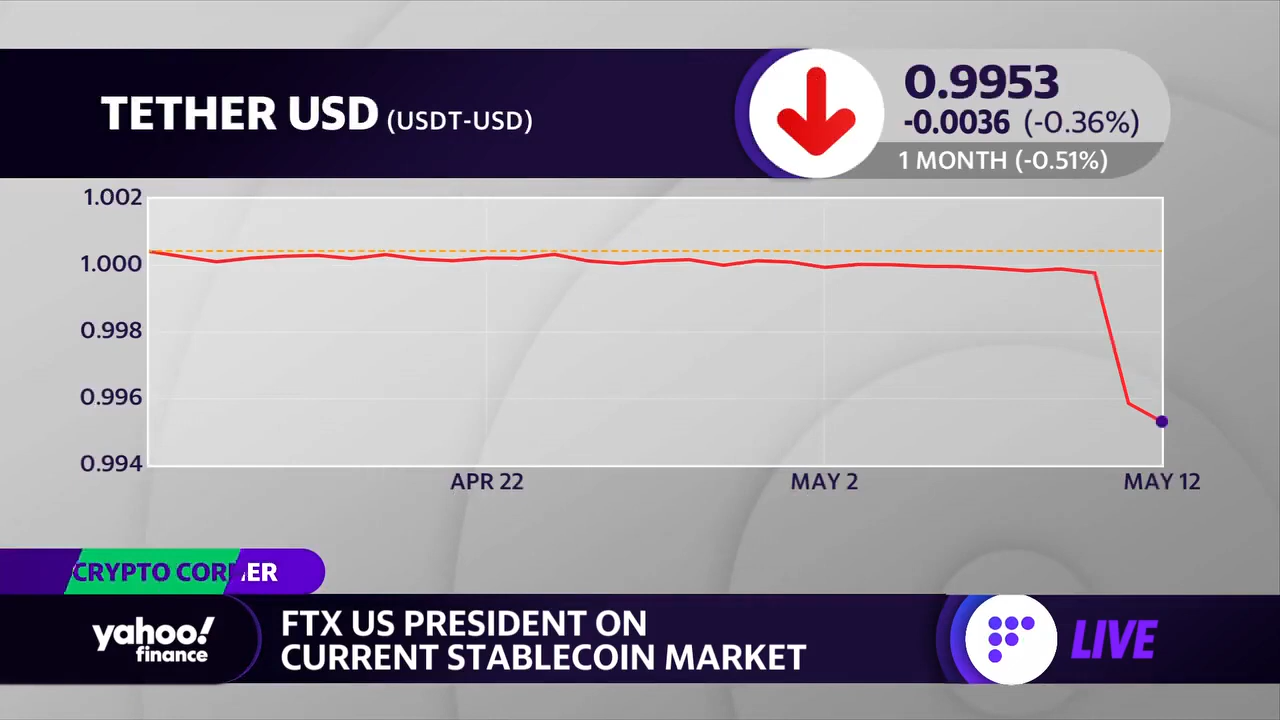 TETHER USD (USDT-USD)
0.9953
-0.0036 (-0.36%)
1 MONTH (-0.51%)
1.002
1.000
0.998
0.996
0.994
APR 22
MAY 2
MAY 12
CRYPTO CORNER
yahoo!
finance
FTX US PRESIDENT ON
CURRENT STABLECOIN MARKET
LIVE